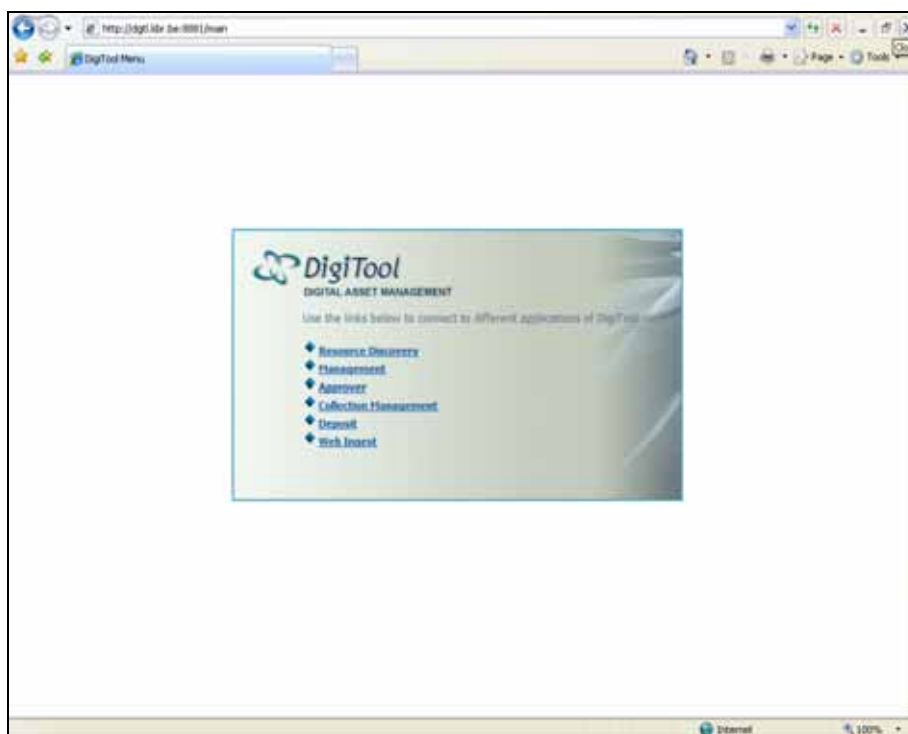 DigiTool Menu
Page
Tools
DigiTool
DIGITAL ASSET MANAGEMENT
Use the links below to connect to different applications of DigiTool
Resource Discovery
Management
Approver
Collection Management
Deposit
Web Ingest
Internet
100%